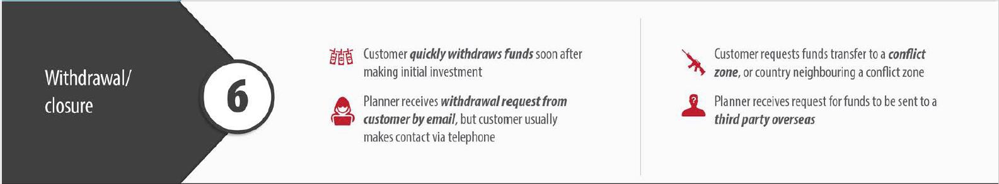 Withdrawal/
closure
6
Customer quickly withdraws funds soon after
making initial investment
Planner receives withdrawal request from
customer by email, but customer usually
makes contact via telephone
Customer requests funds transfer to a conflict
zone, or country neighbouring a conflict zone
?
Planner receives request for funds to be sent to a
third party overseas